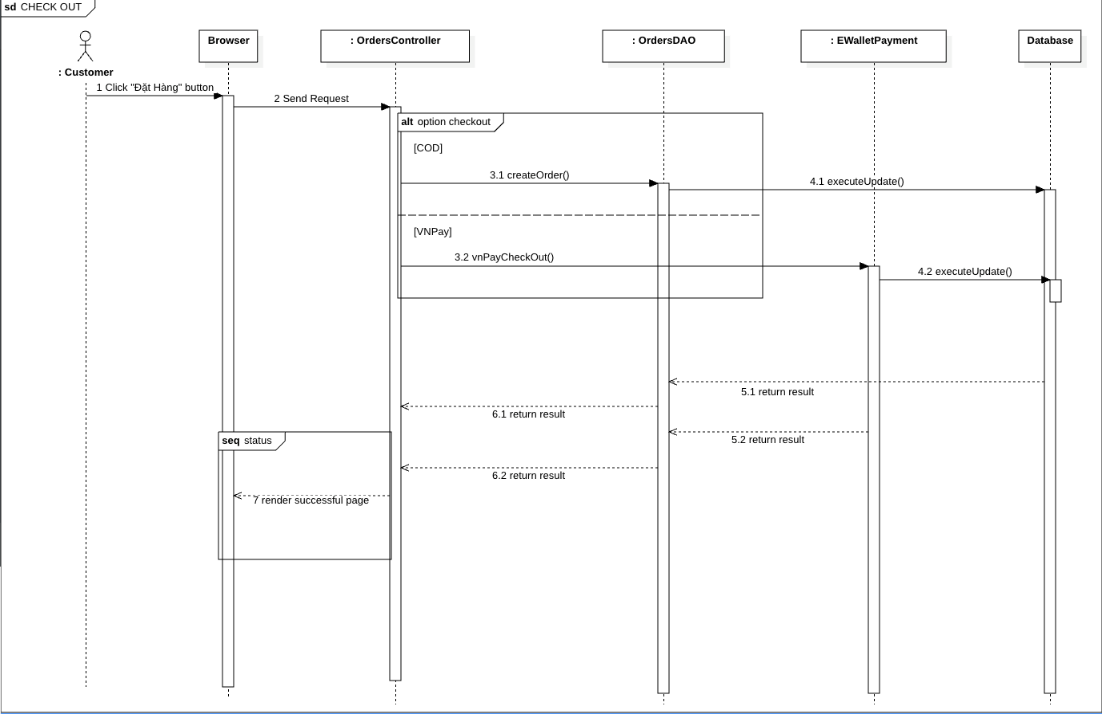 sd CHECK OUT
Browser
: OrdersController
: OrdersDAO
: EWalletPayment
Database
: Customer
1 Click "Đặt Hàng" button
2 Send Request
alt option checkout
[COD]
3.1 createOrder()
4.1 executeUpdate()
[VNPay]
3.2 vnPayCheckOut()
4.2 executeUpdate()
5.1 return result
6.1 return result
5.2 return result
seq status
6.2 return result
7 render successful page